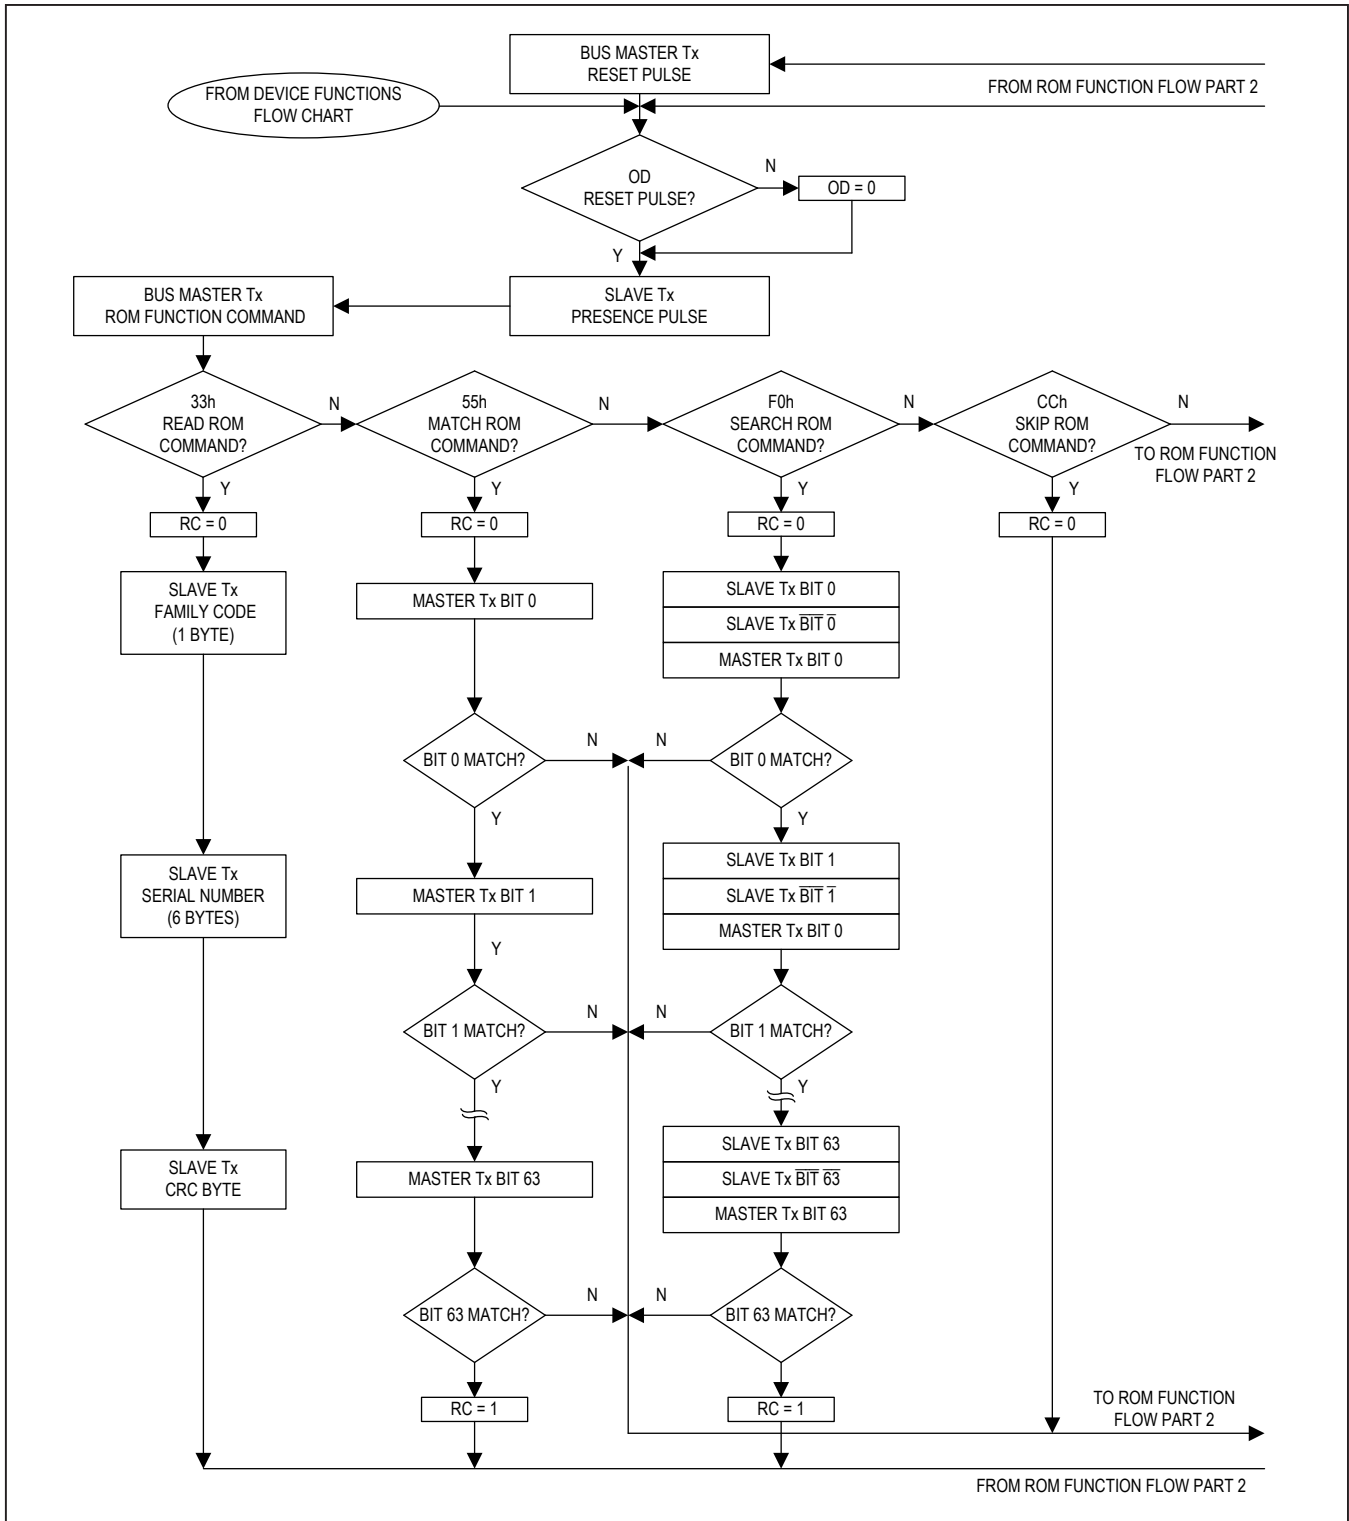 BUS MASTER Tx
RESET PULSE
FROM ROM FUNCTION FLOW PART 2
FROM DEVICE FUNCTIONS
FLOW CHART
OD
RESET PULSE?
N
OD = 0
Y
BUS MASTER Tx
ROM FUNCTION COMMAND
SLAVE Tx
PRESENCE PULSE
33h
READ ROM
COMMAND?
N
55h
MATCH ROM
COMMAND?
N
F0h
SEARCH ROM
COMMAND?
N
CCh
SKIP ROM
COMMAND?
N
TO ROM FUNCTION
FLOW PART 2
Y
Y
Y
Y
RC = 0
RC = 0
RC = 0
RC = 0
SLAVE Tx
FAMILY CODE
(1 BYTE)
MASTER Tx BIT 0
SLAVE Tx BIT 0
SLAVE Tx B̅I̅T̅ 0̅
MASTER Tx BIT 0
BIT 0 MATCH?
N
N
BIT 0 MATCH?
Y
Y
SLAVE Tx
SERIAL NUMBER
(6 BYTES)
MASTER Tx BIT 1
SLAVE Tx BIT 1
SLAVE Tx B̅I̅T̅ 1̅
MASTER Tx BIT 0
Y
BIT 1 MATCH?
N
N
BIT 1 MATCH?
Y
Y
SLAVE Tx
CRC BYTE
MASTER Tx BIT 63
SLAVE Tx BIT 63
SLAVE Tx B̅I̅T̅ 6̅3̅
MASTER Tx BIT 63
BIT 63 MATCH?
N
N
BIT 63 MATCH?
RC = 1
RC = 1
TO ROM FUNCTION
FLOW PART 2
FROM ROM FUNCTION FLOW PART 2